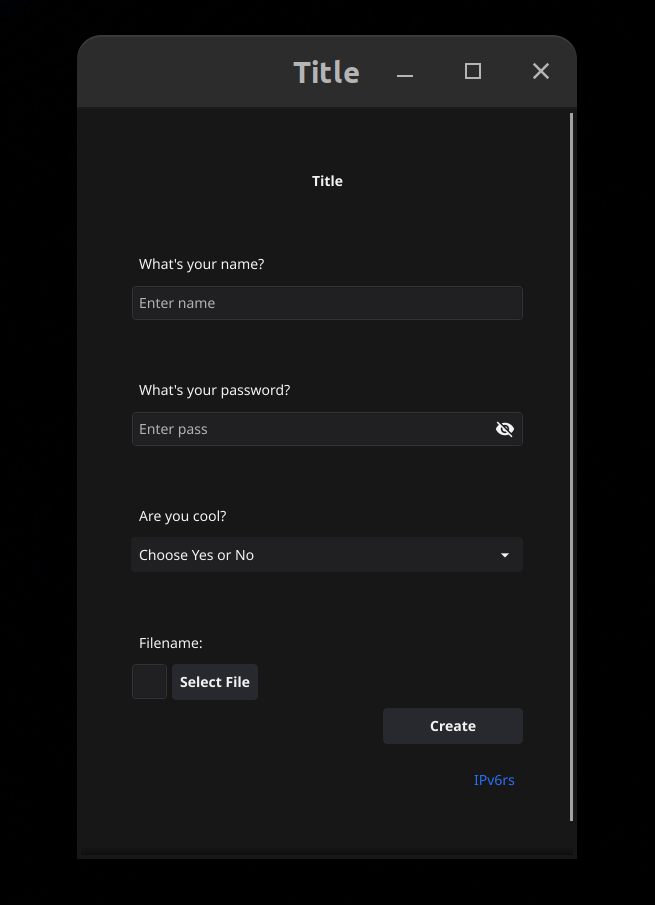 Title
Title
What's your name?
Enter name
What's your password?
Enter pass
Are you cool?
Choose Yes or No
Filename:
Select File
Create
IPv6rs